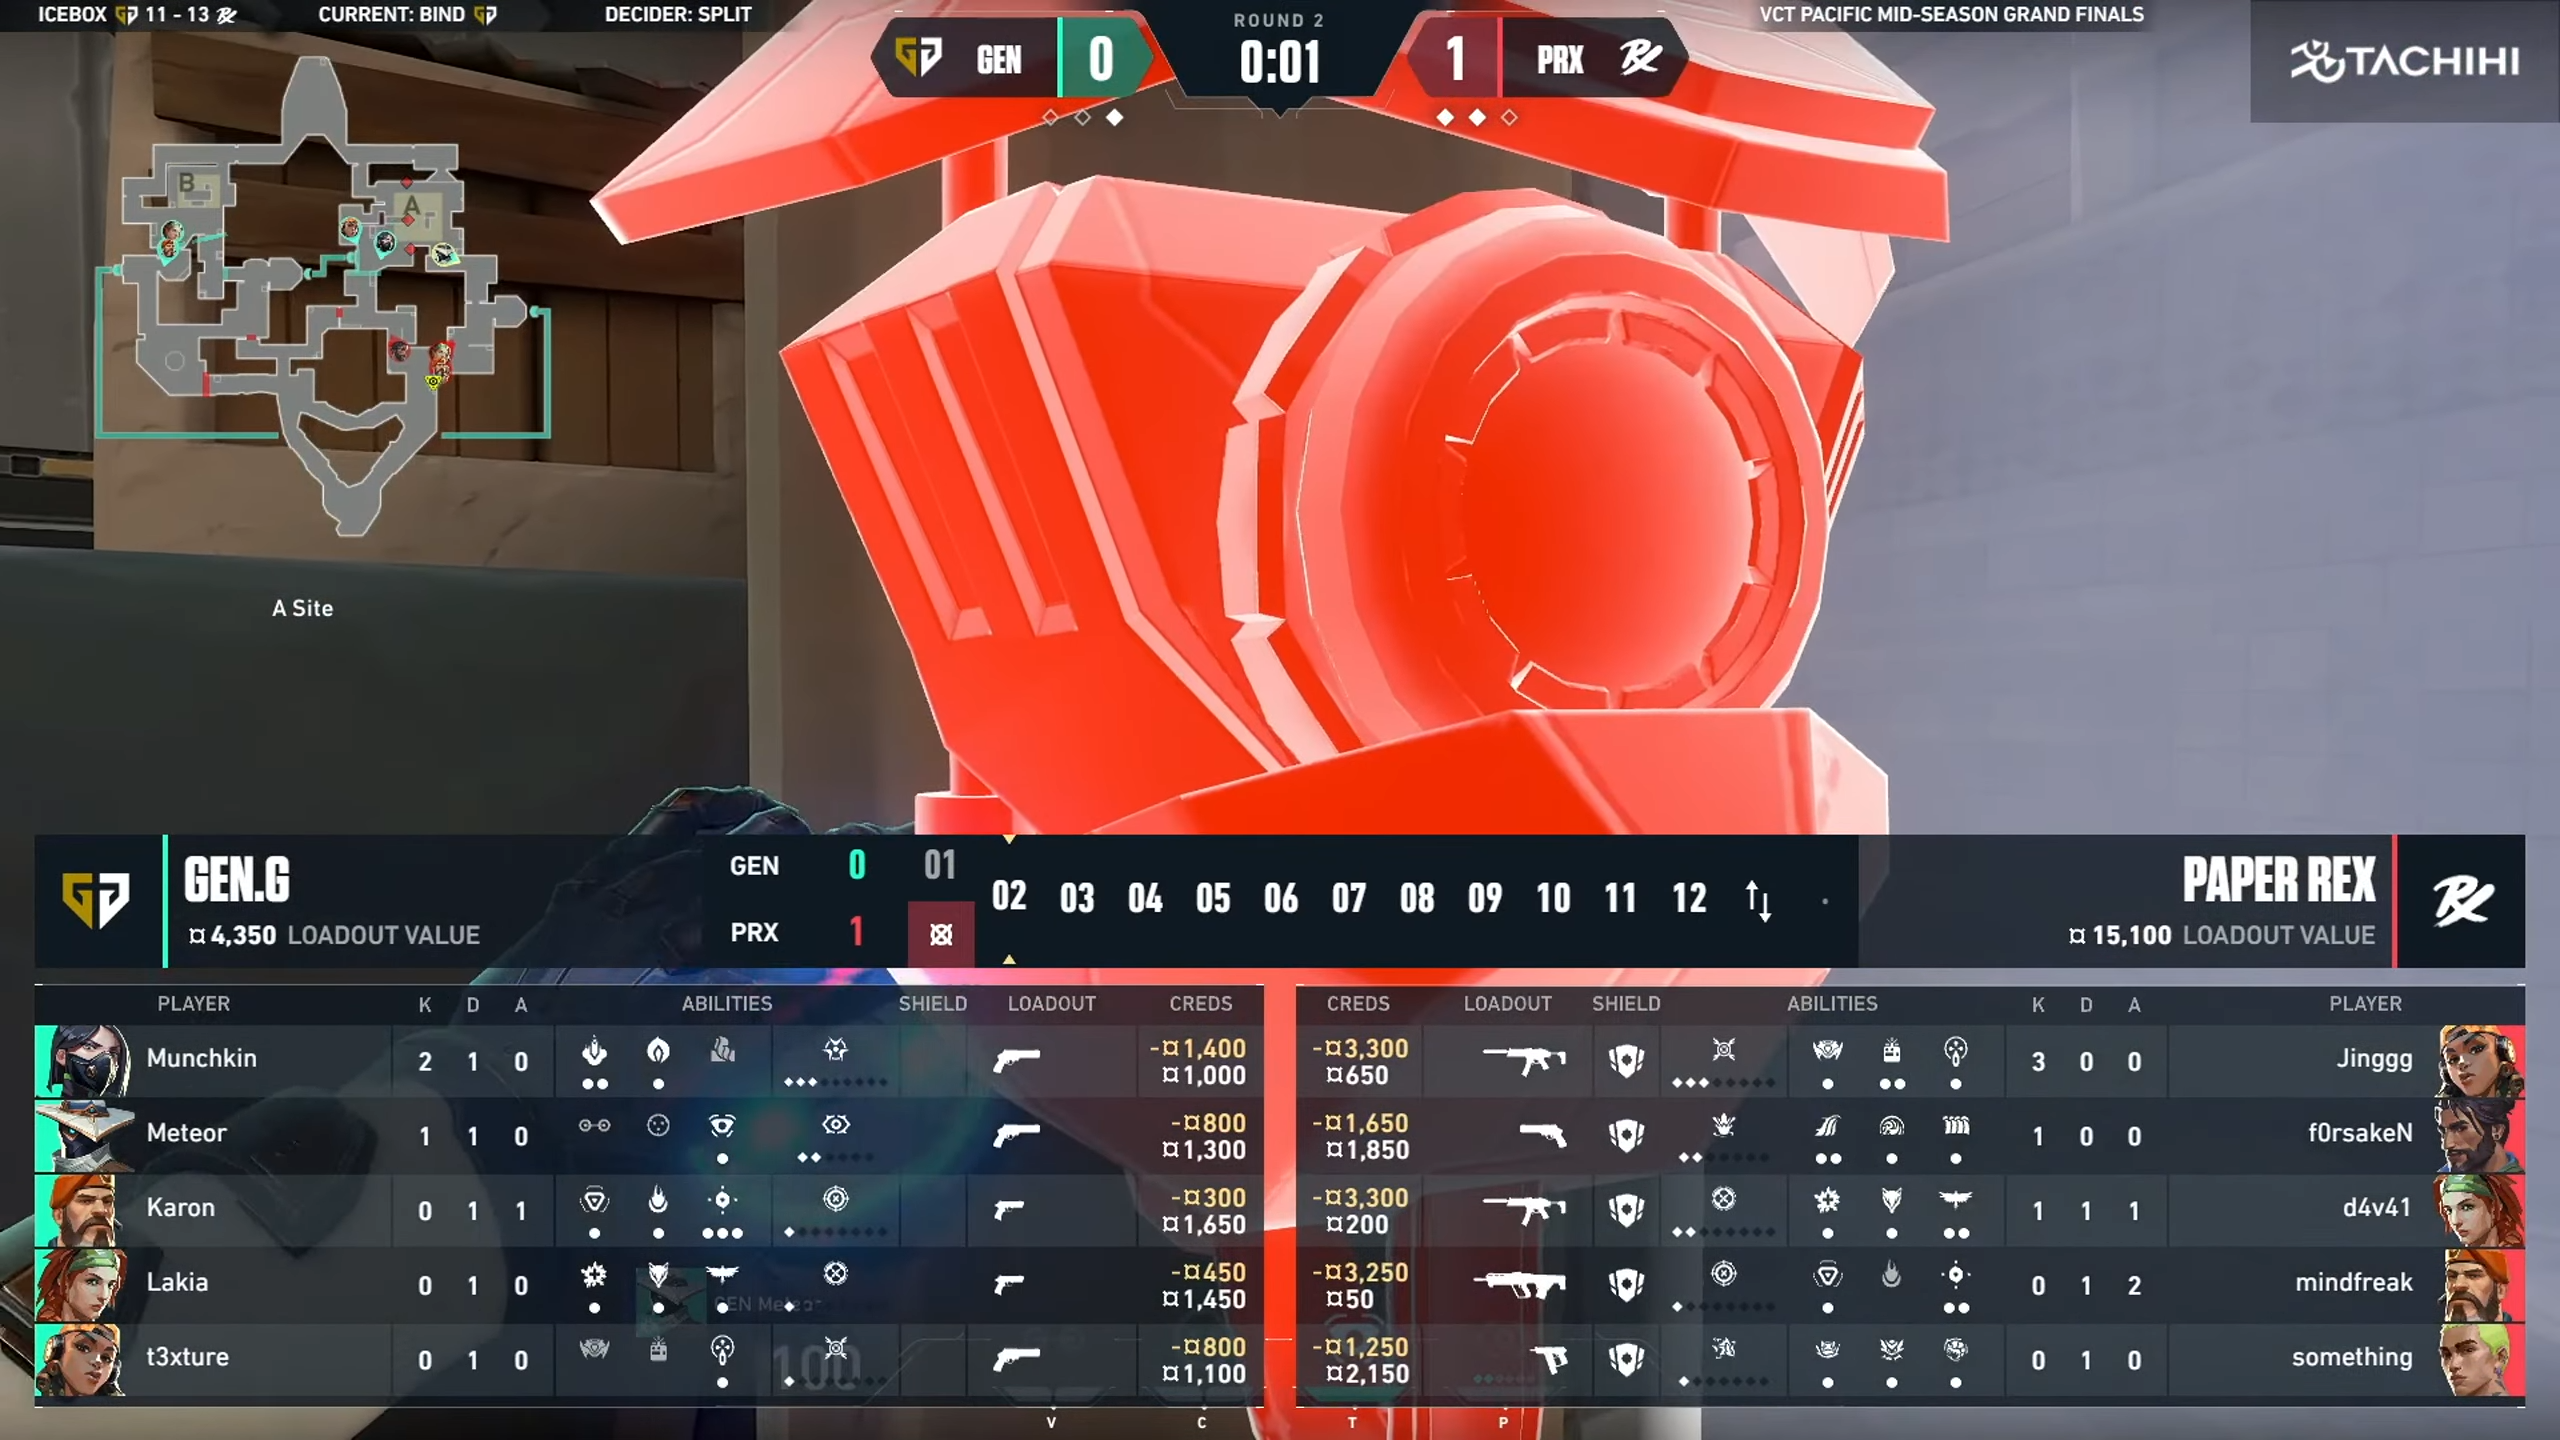 ICEBOX 11 - 13
CURRENT: BIND
DECIDER: SPLIT
GEN 0
ROUND 2
0:01
1 PRX
VCT PACIFIC MID-SEASON GRAND FINALS
TACHIHI
B
A
A Site
GEN.G
¤ 4,350 LOADOUT VALUE
GEN 0 01
PRX 1
02 03 04 05 06 07 08 09 10 11 12
PAPER REX
¤ 15,100 LOADOUT VALUE
PLAYER K D A ABILITIES SHIELD LOADOUT CREDS
Munchkin 2 1 0 -¤1,400
¤1,000
Meteor 1 1 0 -¤800
¤1,300
Karon 0 1 1 -¤300
¤1,650
Lakia 0 1 0 -¤450
¤1,450
GEN Meteor
t3xture 0 1 0 -¤800
¤1,100
100
CREDS LOADOUT SHIELD ABILITIES K D A PLAYER
-¤3,300
¤650 3 0 0 Jinggg
-¤1,650
¤1,850 1 0 0 f0rsakeN
-¤3,300
¤200 1 1 1 d4v41
-¤3,250
¤50 0 1 2 mindfreak
-¤1,250
¤2,150 0 1 0 something
V C T P